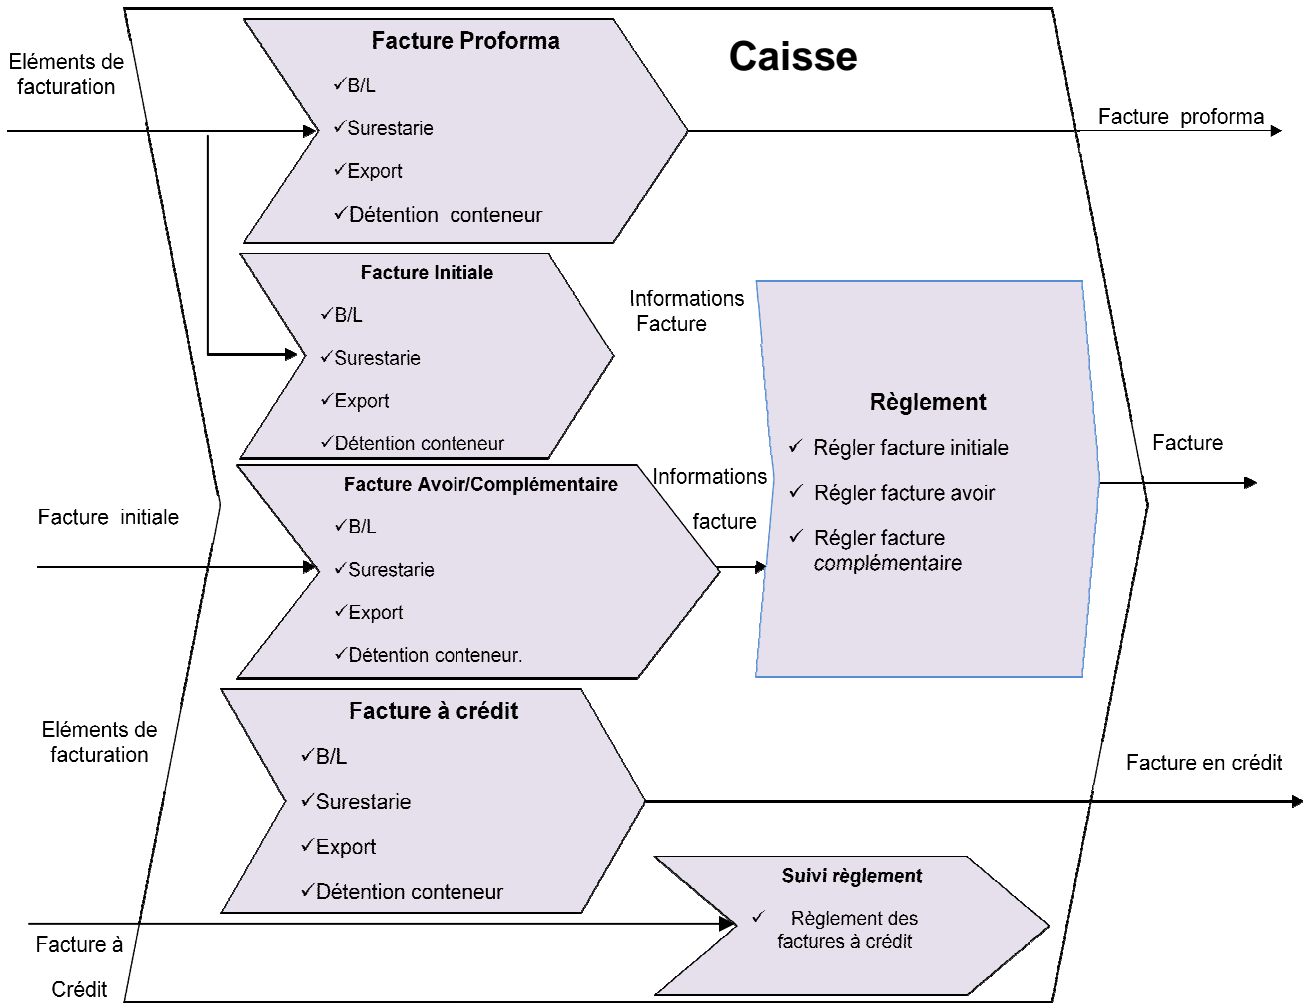 Caisse
Eléments de
facturation
Facture Proforma
✓B/L
✓Surestarie
✓Export
✓Détention conteneur
Facture proforma
Facture Initiale
✓B/L
✓Surestarie
✓Export
✓Détention conteneur
Informations
Facture
Facture initiale
Facture Avoir/Complémentaire
✓B/L
✓Surestarie
✓Export
✓Détention conteneur.
Informations
facture
Règlement
✓ Régler facture initiale
✓ Régler facture avoir
✓ Régler facture
complémentaire
Facture
Eléments de
facturation
Facture à crédit
✓B/L
✓Surestarie
✓Export
✓Détention conteneur
Facture en crédit
Facture à
Crédit
Suivi règlement
✓ Règlement des
factures à crédit